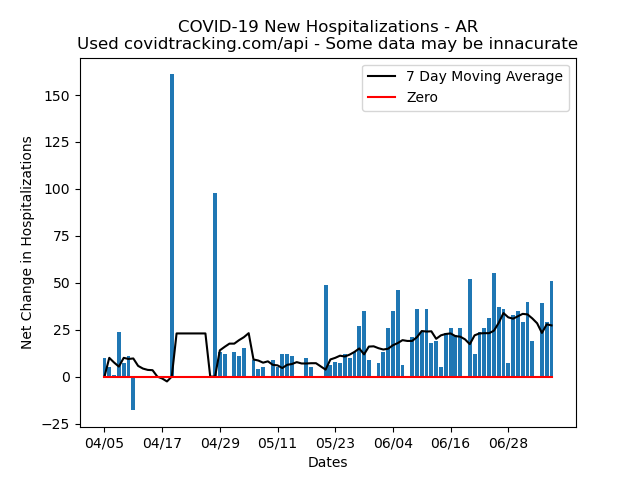 COVID-19 New Hospitalizations - AR
Used covidtracking.com/api - Some data may be innacurate
7 Day Moving Average
Zero
Net Change in Hospitalizations
150
125
100
75
50
25
0
−25
04/05 04/17 04/29 05/11 05/23 06/04 06/16 06/28
Dates